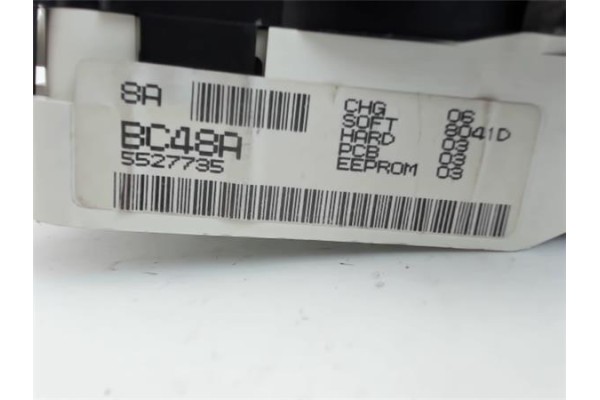 8A
BC48A
5527735
CHG 06
SOFT 8041D
HARD 03
PCB 03
EEPROM 03